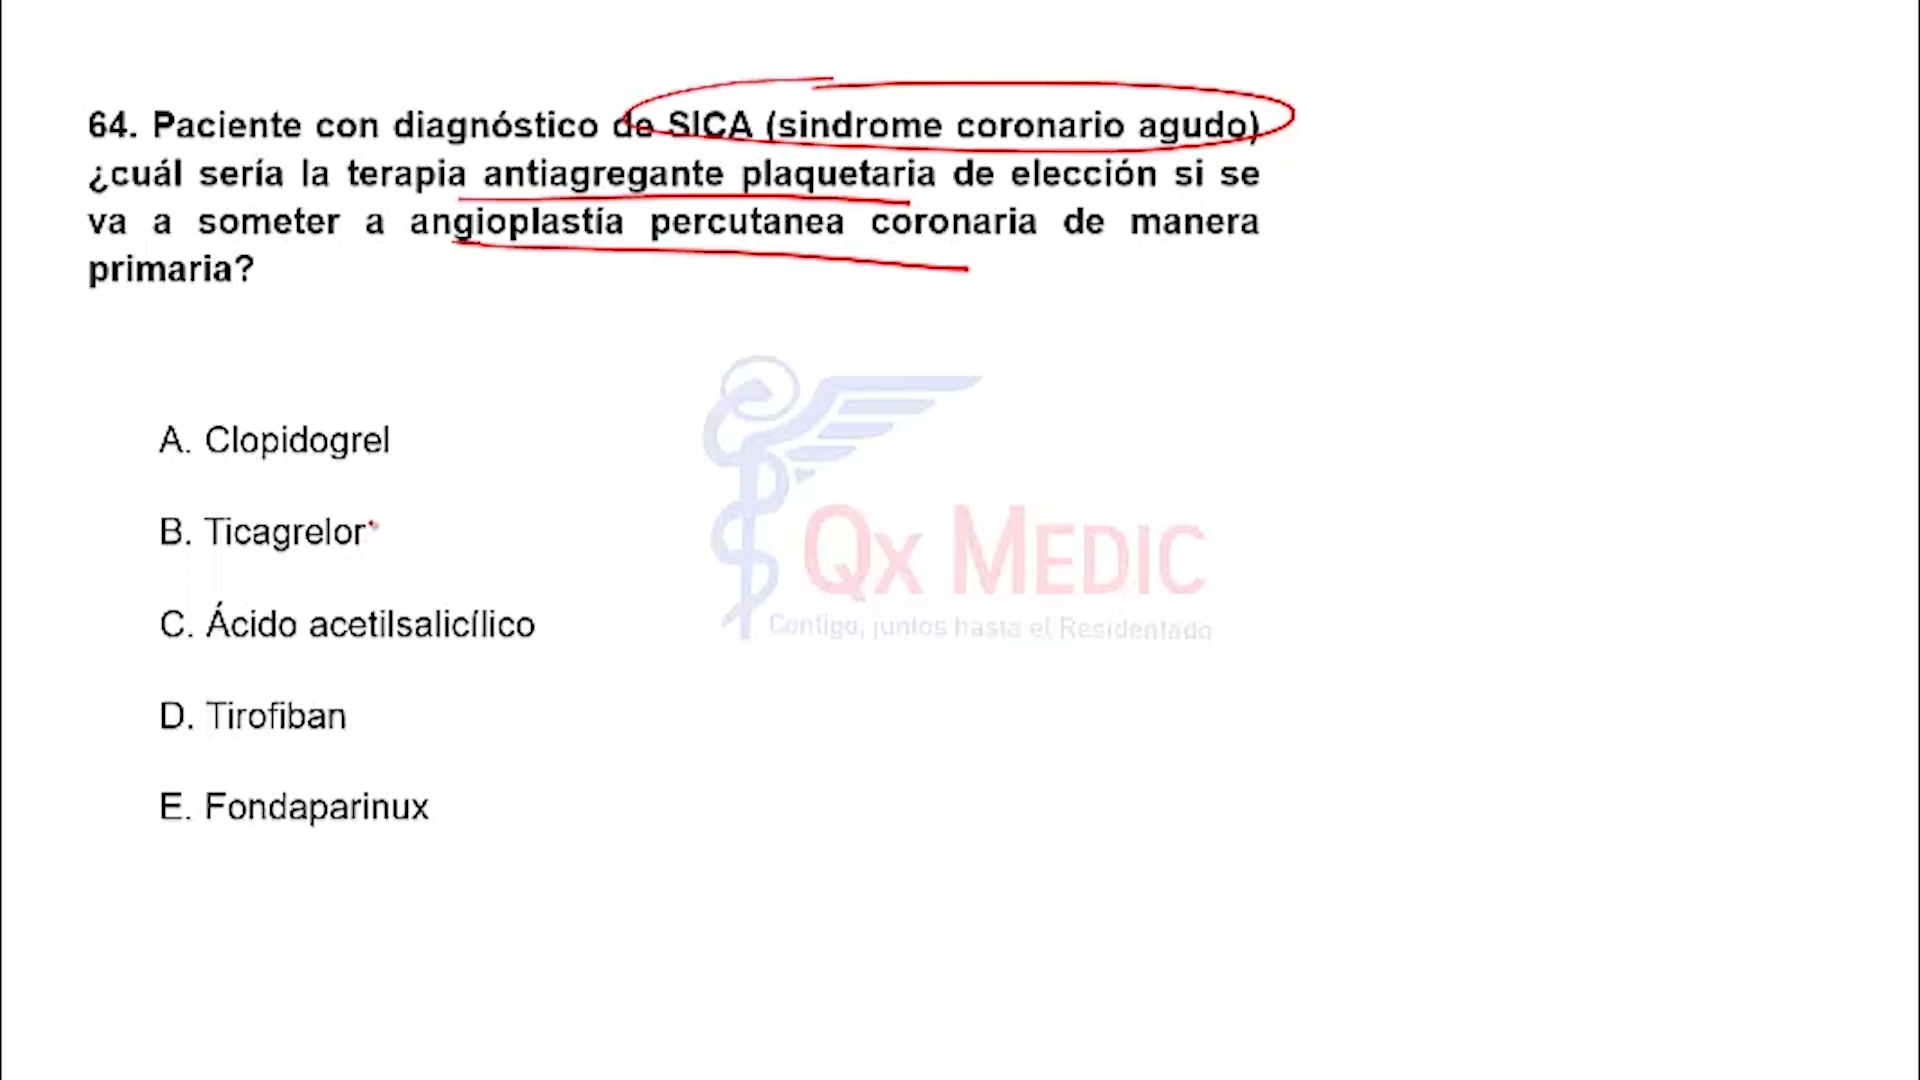 64. Paciente con diagnóstico de SICA (sindrome coronario agudo)
¿cuál sería la terapia antiagregante plaquetaria de elección si se
va a someter a angioplastía percutanea coronaria de manera
primaria?
A. Clopidogrel
B. Ticagrelor
C. Ácido acetilsalicílico
D. Tirofiban
E. Fondaparinux
Qx MEDIC
Contigo, juntos hasta el Residentado